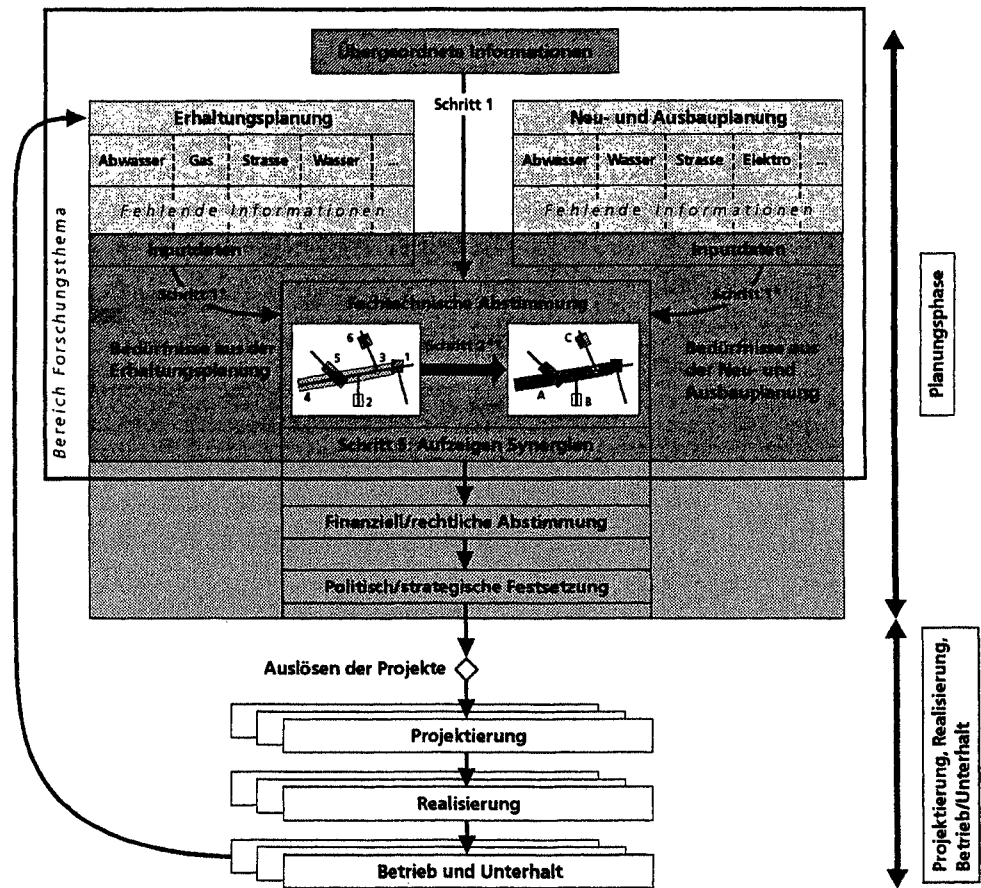 Übergeordnete Informationen
Schritt 1
Erhaltungsplanung
Abwasser Gas Strasse Wasser ...
Fehlende Informationen
Inputdaten
Neu- und Ausbauplanung
Abwasser Wasser Strasse Elektro ...
Fehlende Informationen
Inputdaten
Schritt 1*
Schritt 1*
Fachtechnische Abstimmung
Bedürfnisse aus der
Erhaltungsplanung
6
5
3
1
4
2
Schritt 2**
C
A
B
Bedürfnisse aus
der Neu- und
Ausbauplanung
Schritt 3: Aufzeigen Synergien
Bereich Forschungsthema
Finanziell/rechtliche Abstimmung
Politisch/strategische Festsetzung
Planungsphase
Auslösen der Projekte
Projektierung
Realisierung
Betrieb und Unterhalt
Projektierung, Realisierung,
Betrieb/Unterhalt